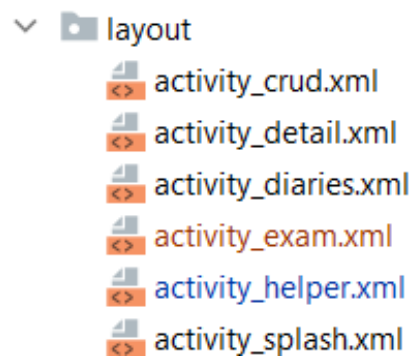 layout
activity_crud.xml
activity_detail.xml
activity_diaries.xml
activity_exam.xml
activity_helper.xml
activity_splash.xml